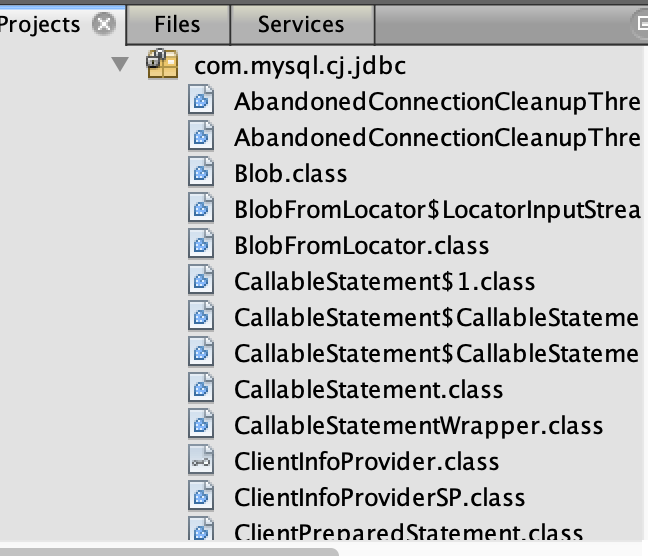 Projects Files Services
com.mysql.cj.jdbc
AbandonedConnectionCleanupThre
AbandonedConnectionCleanupThre
Blob.class
BlobFromLocator$LocatorInputStrea
BlobFromLocator.class
CallableStatement$1.class
CallableStatement$CallableStateme
CallableStatement$CallableStateme
CallableStatement.class
CallableStatementWrapper.class
ClientInfoProvider.class
ClientInfoProviderSP.class
ClientPreparedStatement.class